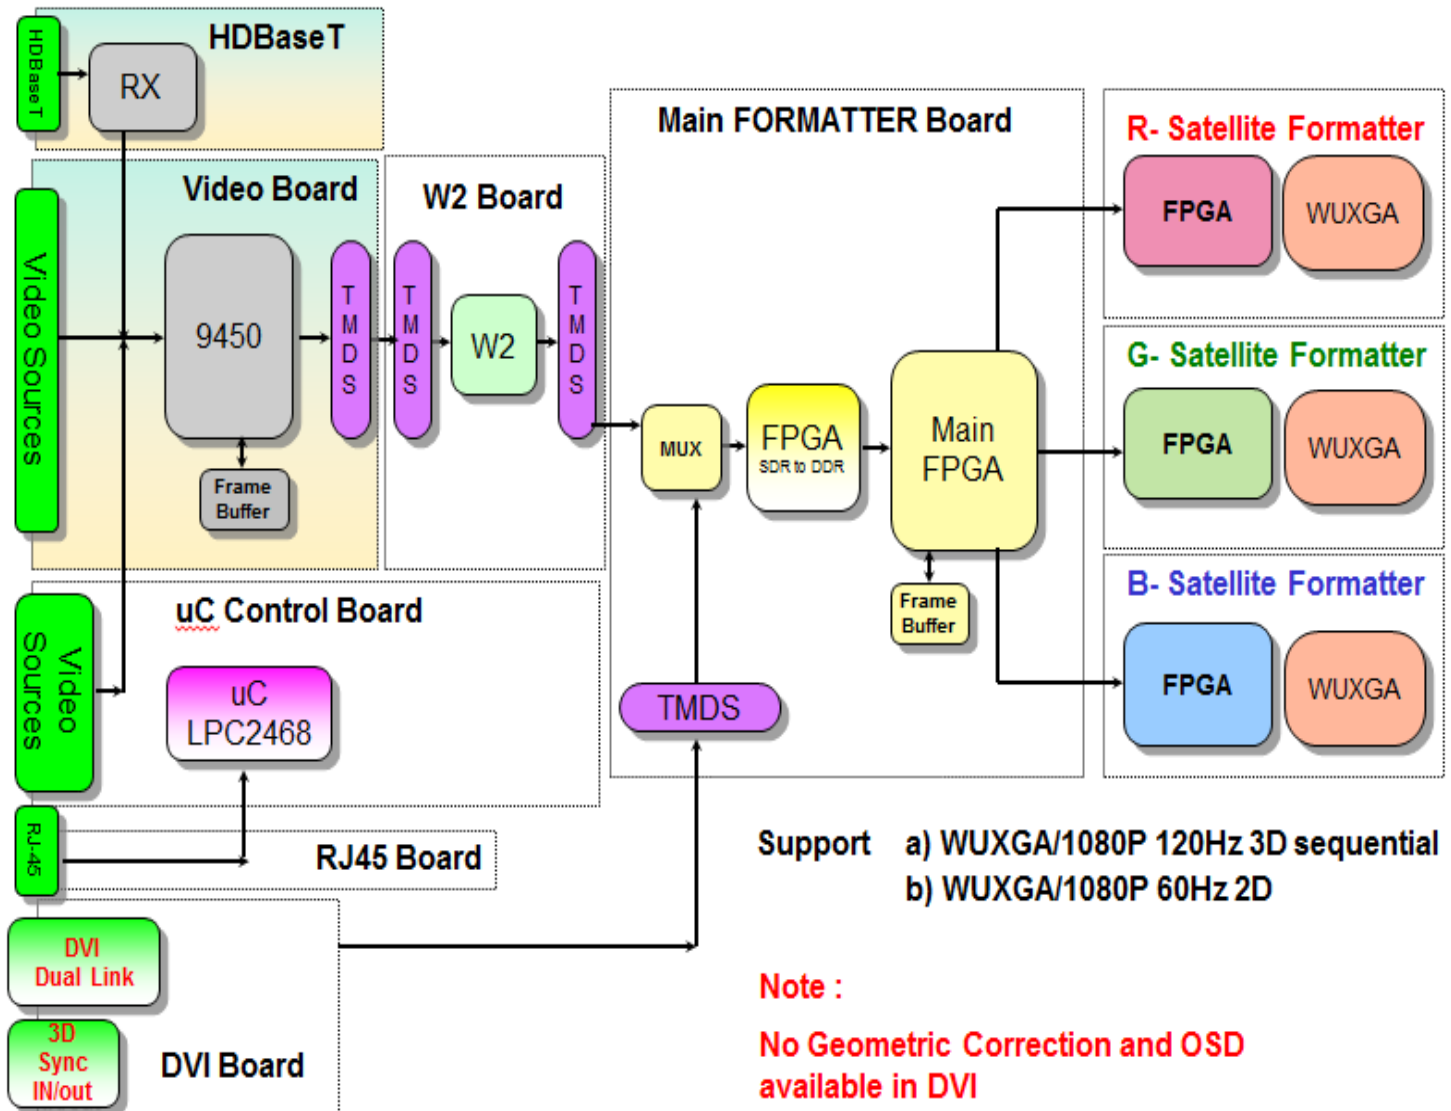 HDBaseT
HDBaseT
RX
Main FORMATTER Board
R- Satellite Formatter
FPGA
WUXGA
Video Board
W2 Board
Video Sources
9450
TMDS
TMDS
W2
TMDS
Frame
Buffer
MUX
FPGA
SDR to DDR
Main
FPGA
Frame
Buffer
TMDS
G- Satellite Formatter
FPGA
WUXGA
B- Satellite Formatter
FPGA
WUXGA
uC Control Board
Video
Sources
uC
LPC2468
RJ-45
RJ45 Board
DVI
Dual Link
3D
Sync
IN/out
DVI Board
Support a) WUXGA/1080P 120Hz 3D sequential
b) WUXGA/1080P 60Hz 2D
Note :
No Geometric Correction and OSD
available in DVI